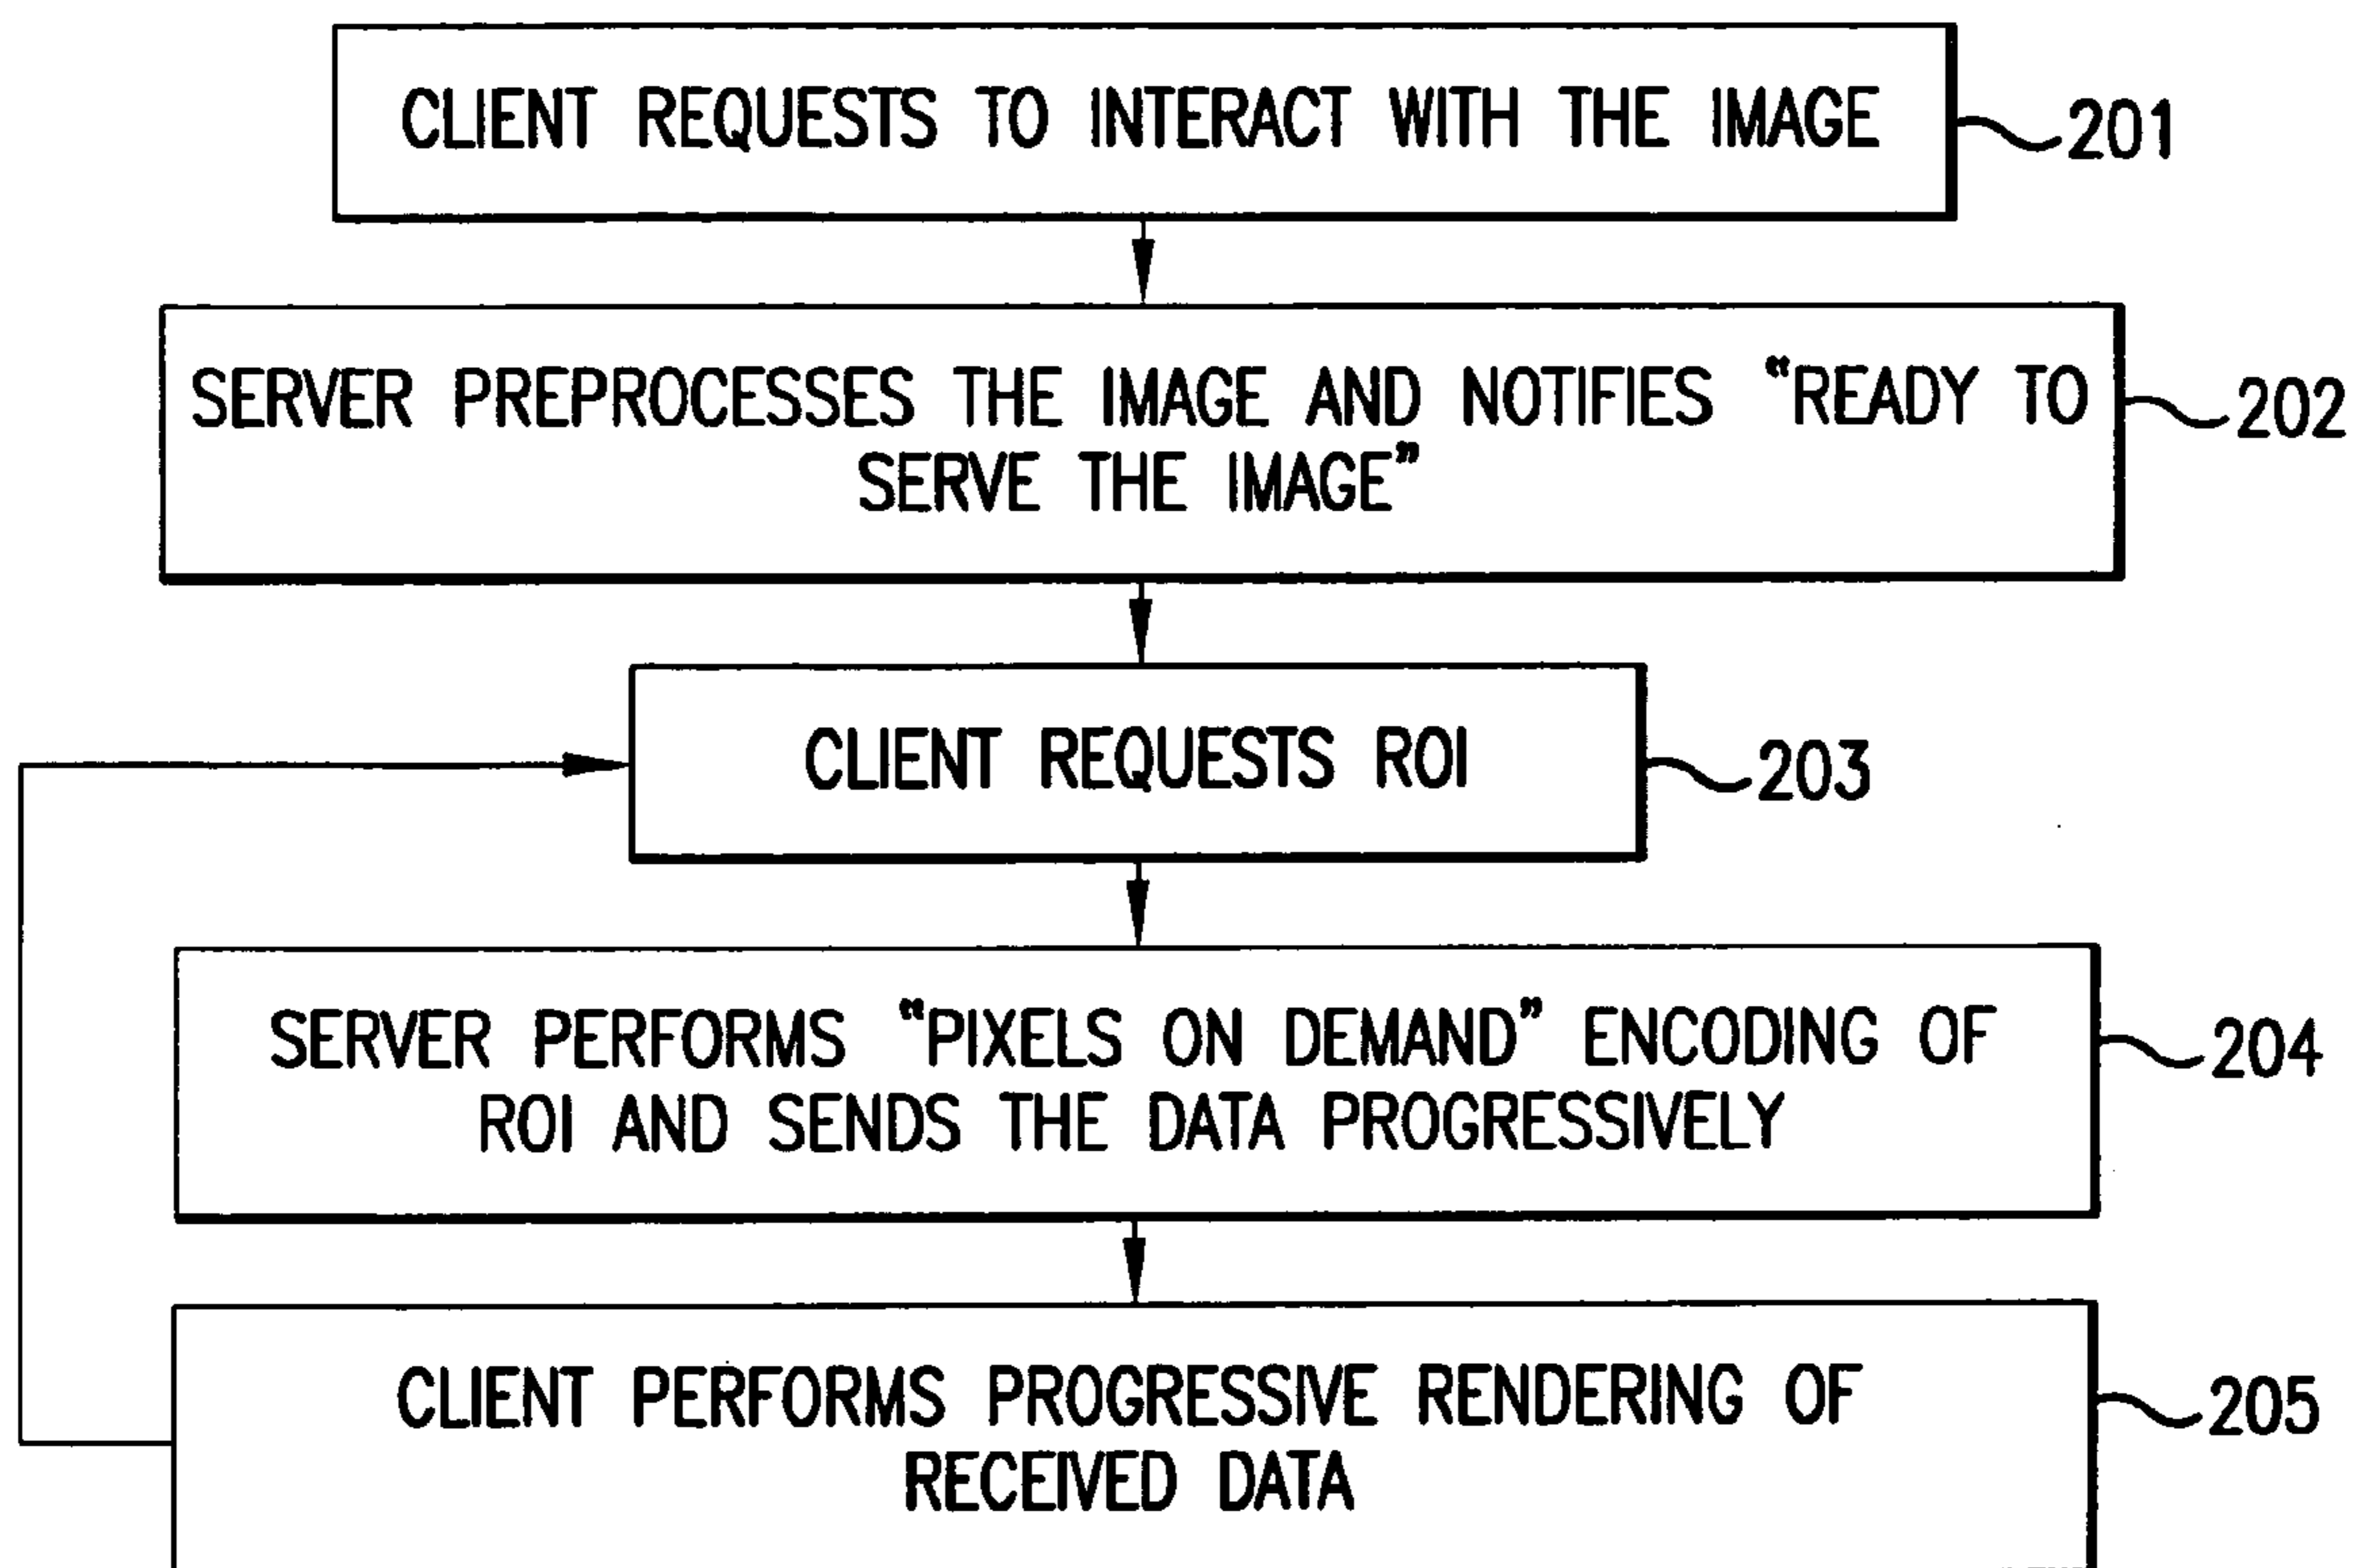 CLIENT REQUESTS TO INTERACT WITH THE IMAGE
201
SERVER PREPROCESSES THE IMAGE AND NOTIFIES “READY TO
SERVE THE IMAGE”
202
CLIENT REQUESTS ROI
203
SERVER PERFORMS “PIXELS ON DEMAND” ENCODING OF
ROI AND SENDS THE DATA PROGRESSIVELY
204
CLIENT PERFORMS PROGRESSIVE RENDERING OF
RECEIVED DATA
205